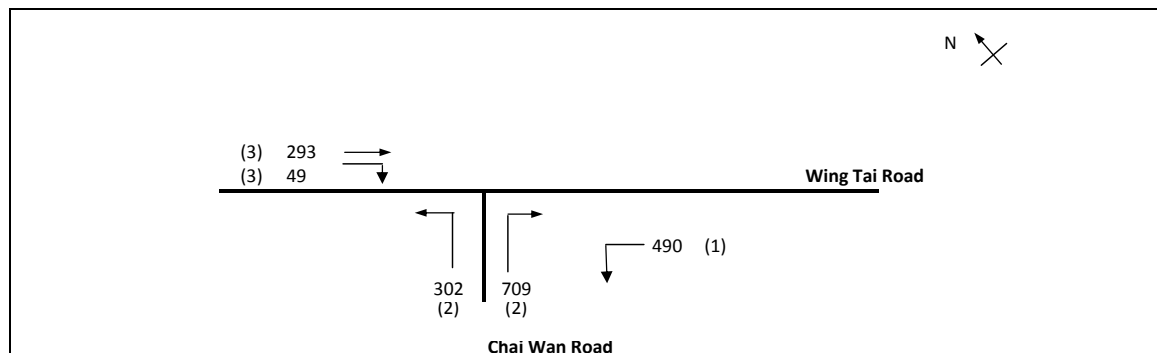 N
(3) 293
(3) 49
Wing Tai Road
490 (1)
302 709
(2) (2)
Chai Wan Road